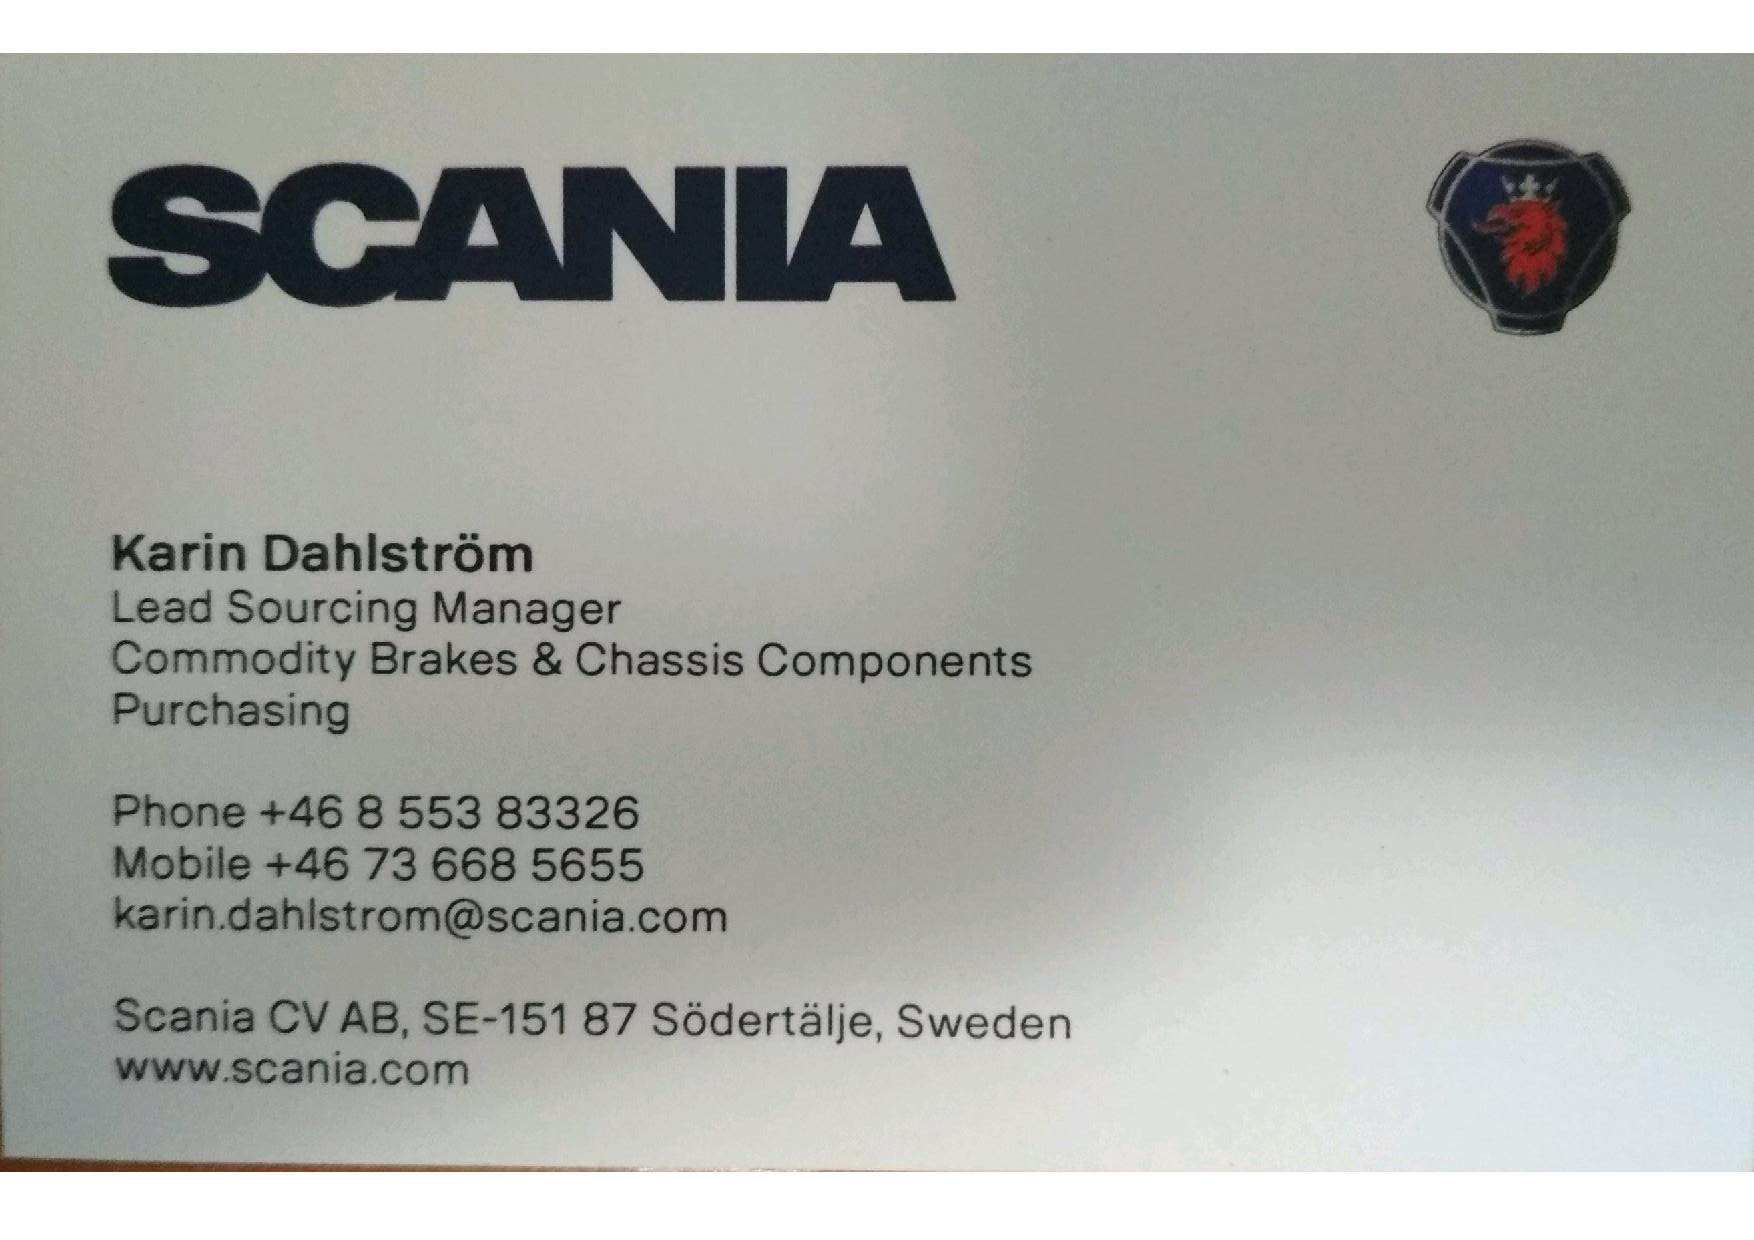 SCANIA
Karin Dahlström
Lead Sourcing Manager
Commodity Brakes & Chassis Components
Purchasing
Phone +46 8 553 83326
Mobile +46 73 668 5655
karin.dahlstrom@scania.com
Scania CV AB, SE-151 87 Södertälje, Sweden
www.scania.com